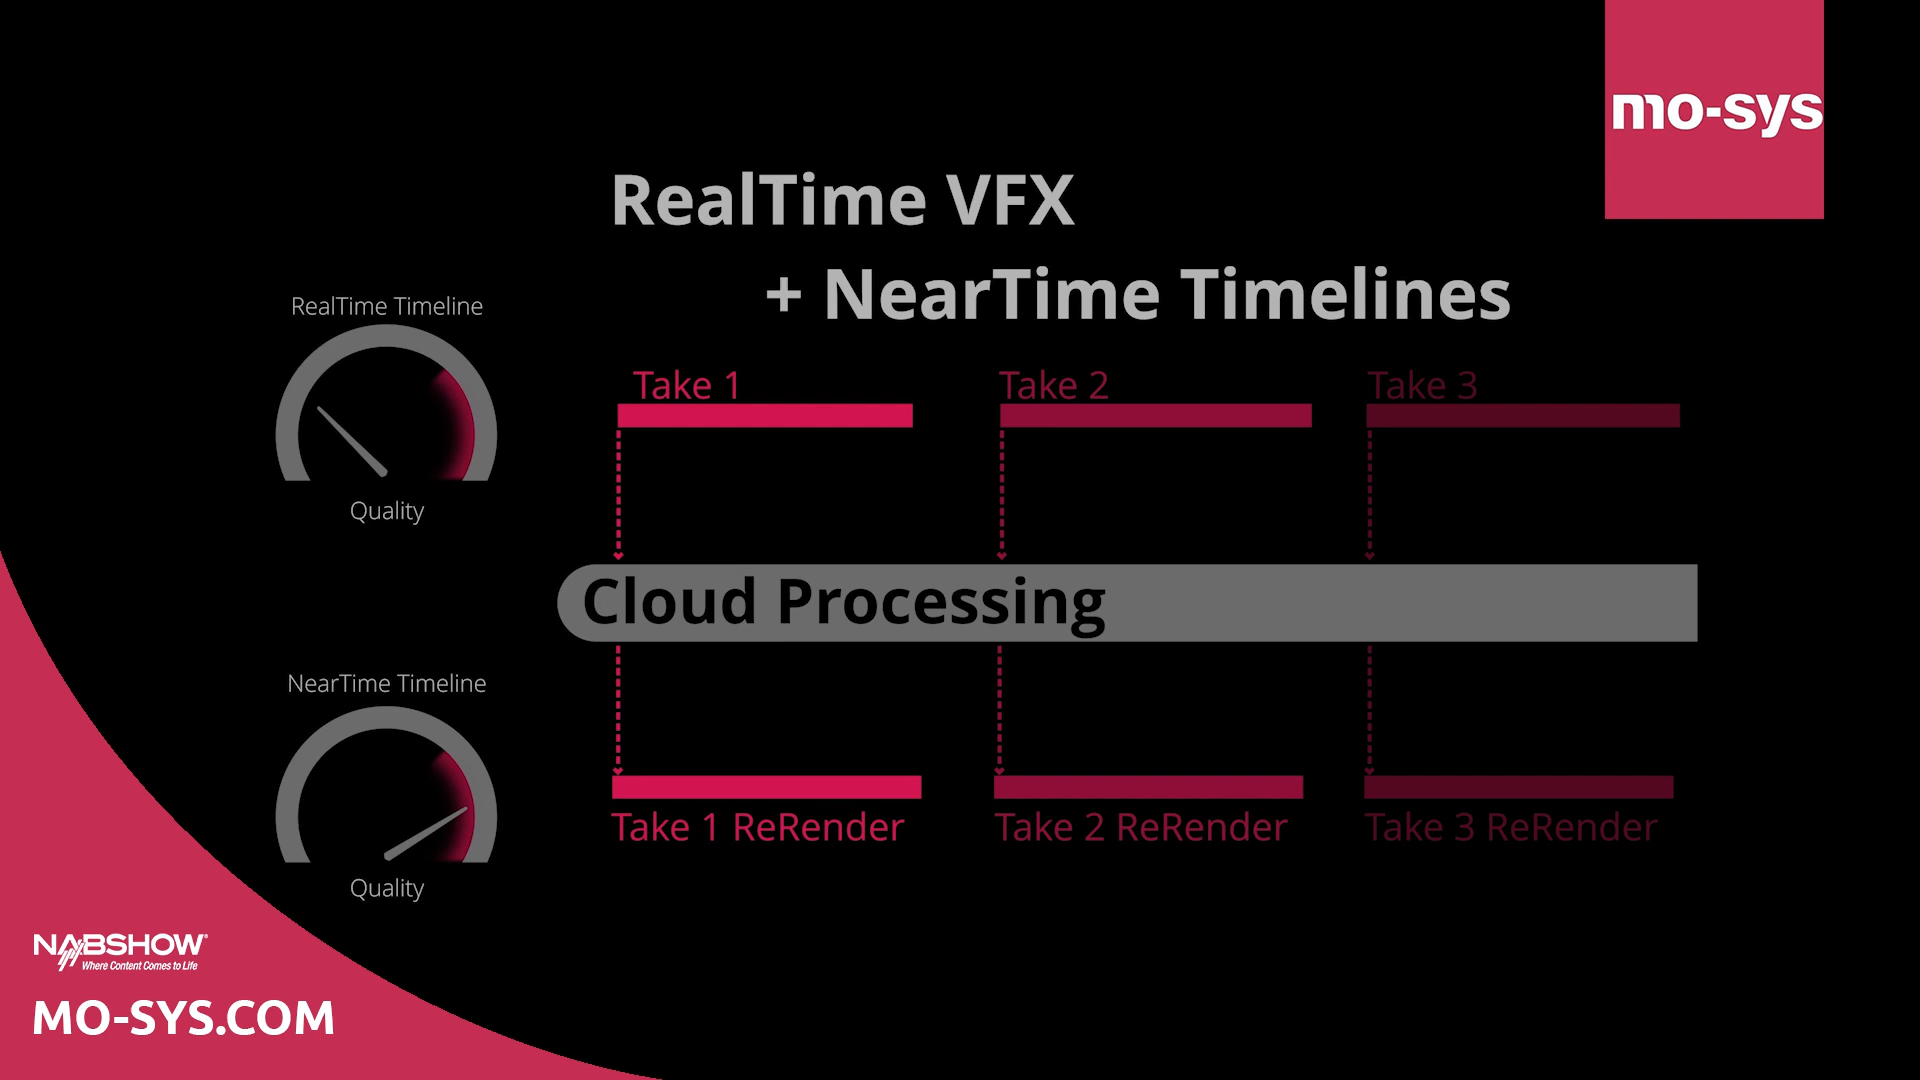 mo-sys
RealTime VFX
+ NearTime Timelines
RealTime Timeline
Quality
Take 1
Take 2
Take 3
Cloud Processing
NearTime Timeline
Quality
Take 1 ReRender
Take 2 ReRender
Take 3 ReRender
NABSHOW®
Where Content Comes to Life
MO-SYS.COM